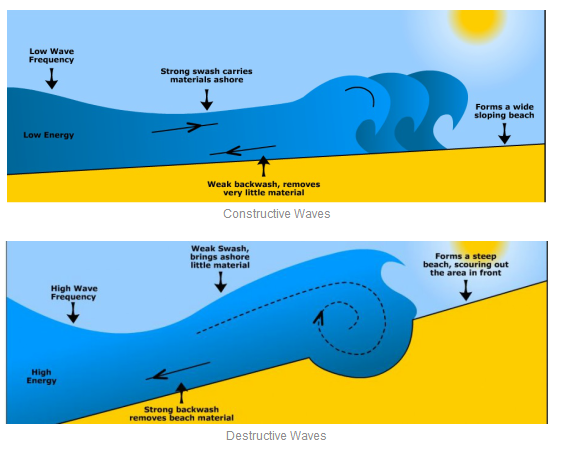 Low Wave
Frequency
Strong swash carries
materials ashore
Forms a wide
sloping beach
Low Energy
Weak backwash, removes
very little material
Constructive Waves
Weak Swash,
brings ashore
little material
Forms a steep
beach, scouring out
the area in front
High Wave
Frequency
High
Energy
Strong backwash
removes beach material
Destructive Waves